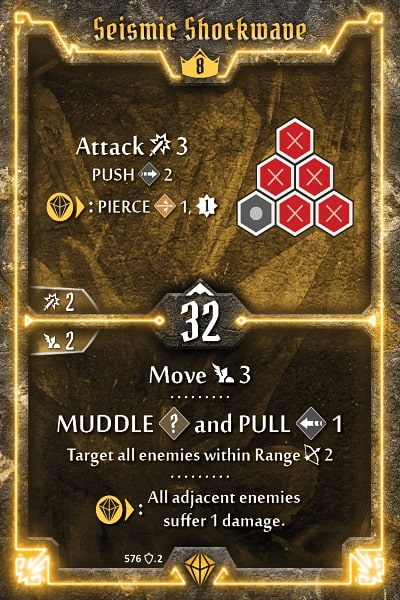 Seismic Shockwave
8
Attack 3
PUSH 2
: PIERCE 1, 1
2
32
2
Move 3
MUDDLE ? and PULL 1
Target all enemies within Range 2
: All adjacent enemies
suffer 1 damage.
576 .2